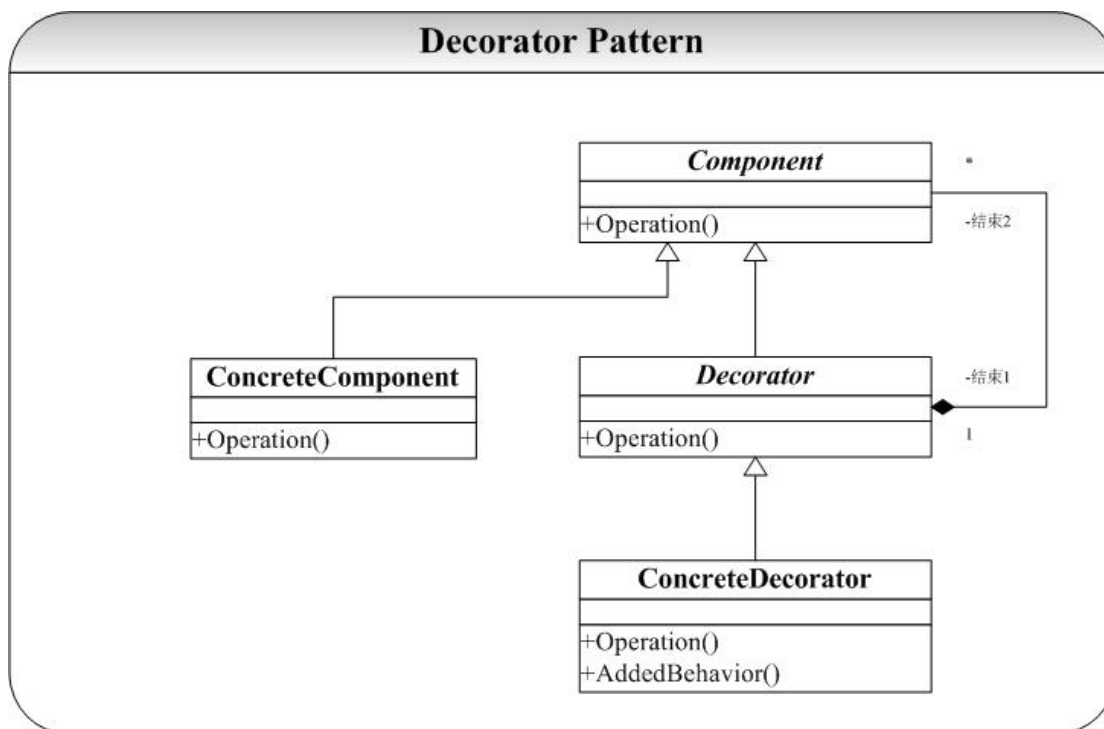 Decorator Pattern
Component
*
+Operation()
-结束2
ConcreteComponent
+Operation()
Decorator
-结束1
+Operation()
1
ConcreteDecorator
+Operation()
+AddedBehavior()